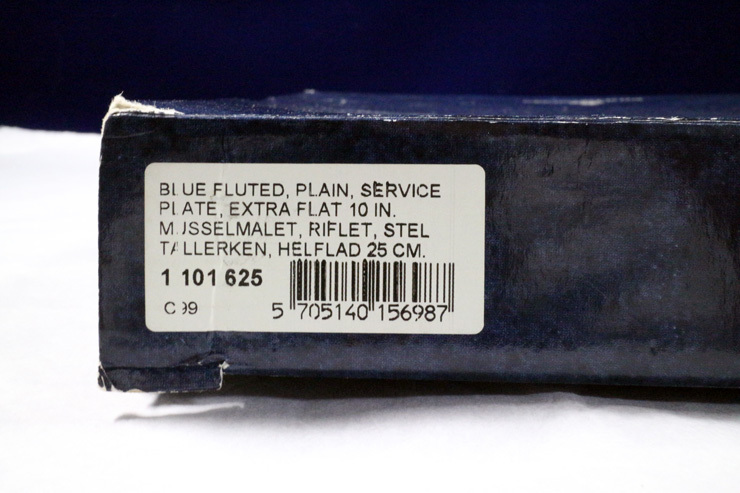 BLUE FLUTED, PLAIN, SERVICE
PLATE, EXTRA FLAT 10 IN.
MUSSELMALET, RIFLET, STEL
TALLERKEN, HELFLAD 25 CM.
1 101 625
C 99
5 705140 156987